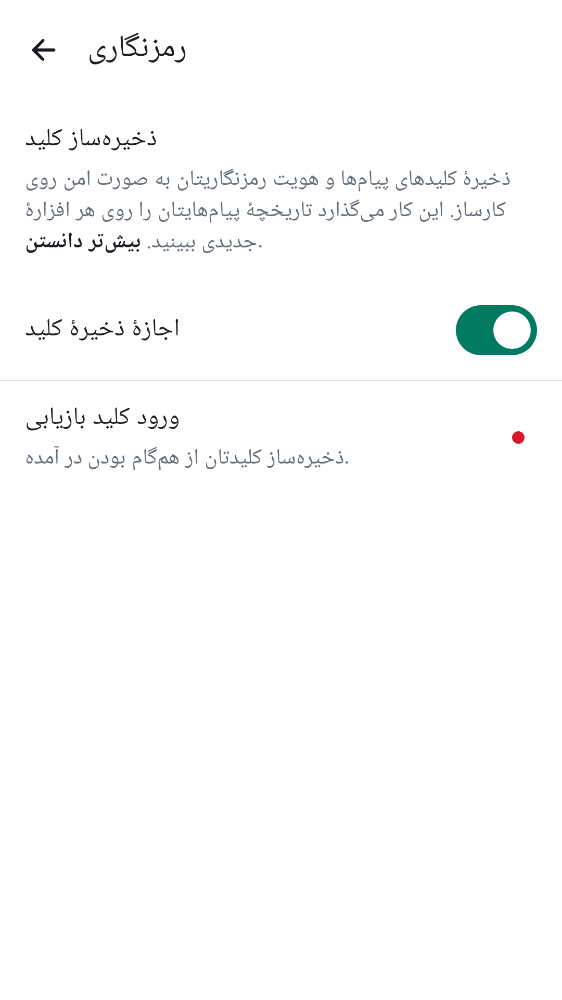 رمزنگاری
ذخیره‌ساز کلید
ذخیرهٔ کلیدهای پیام‌ها و هویت رمزنگاریتان به صورت امن روی
کارساز. این کار می‌گذارد تاریخچهٔ پیام‌هایتان را روی هر افزارهٔ
جدیدی ببینید. بیش‌تر دانستن.
اجازهٔ ذخیرهٔ کلید
ورود کلید بازیابی
ذخیره‌ساز کلیدتان از هم‌گام بودن در آمده.